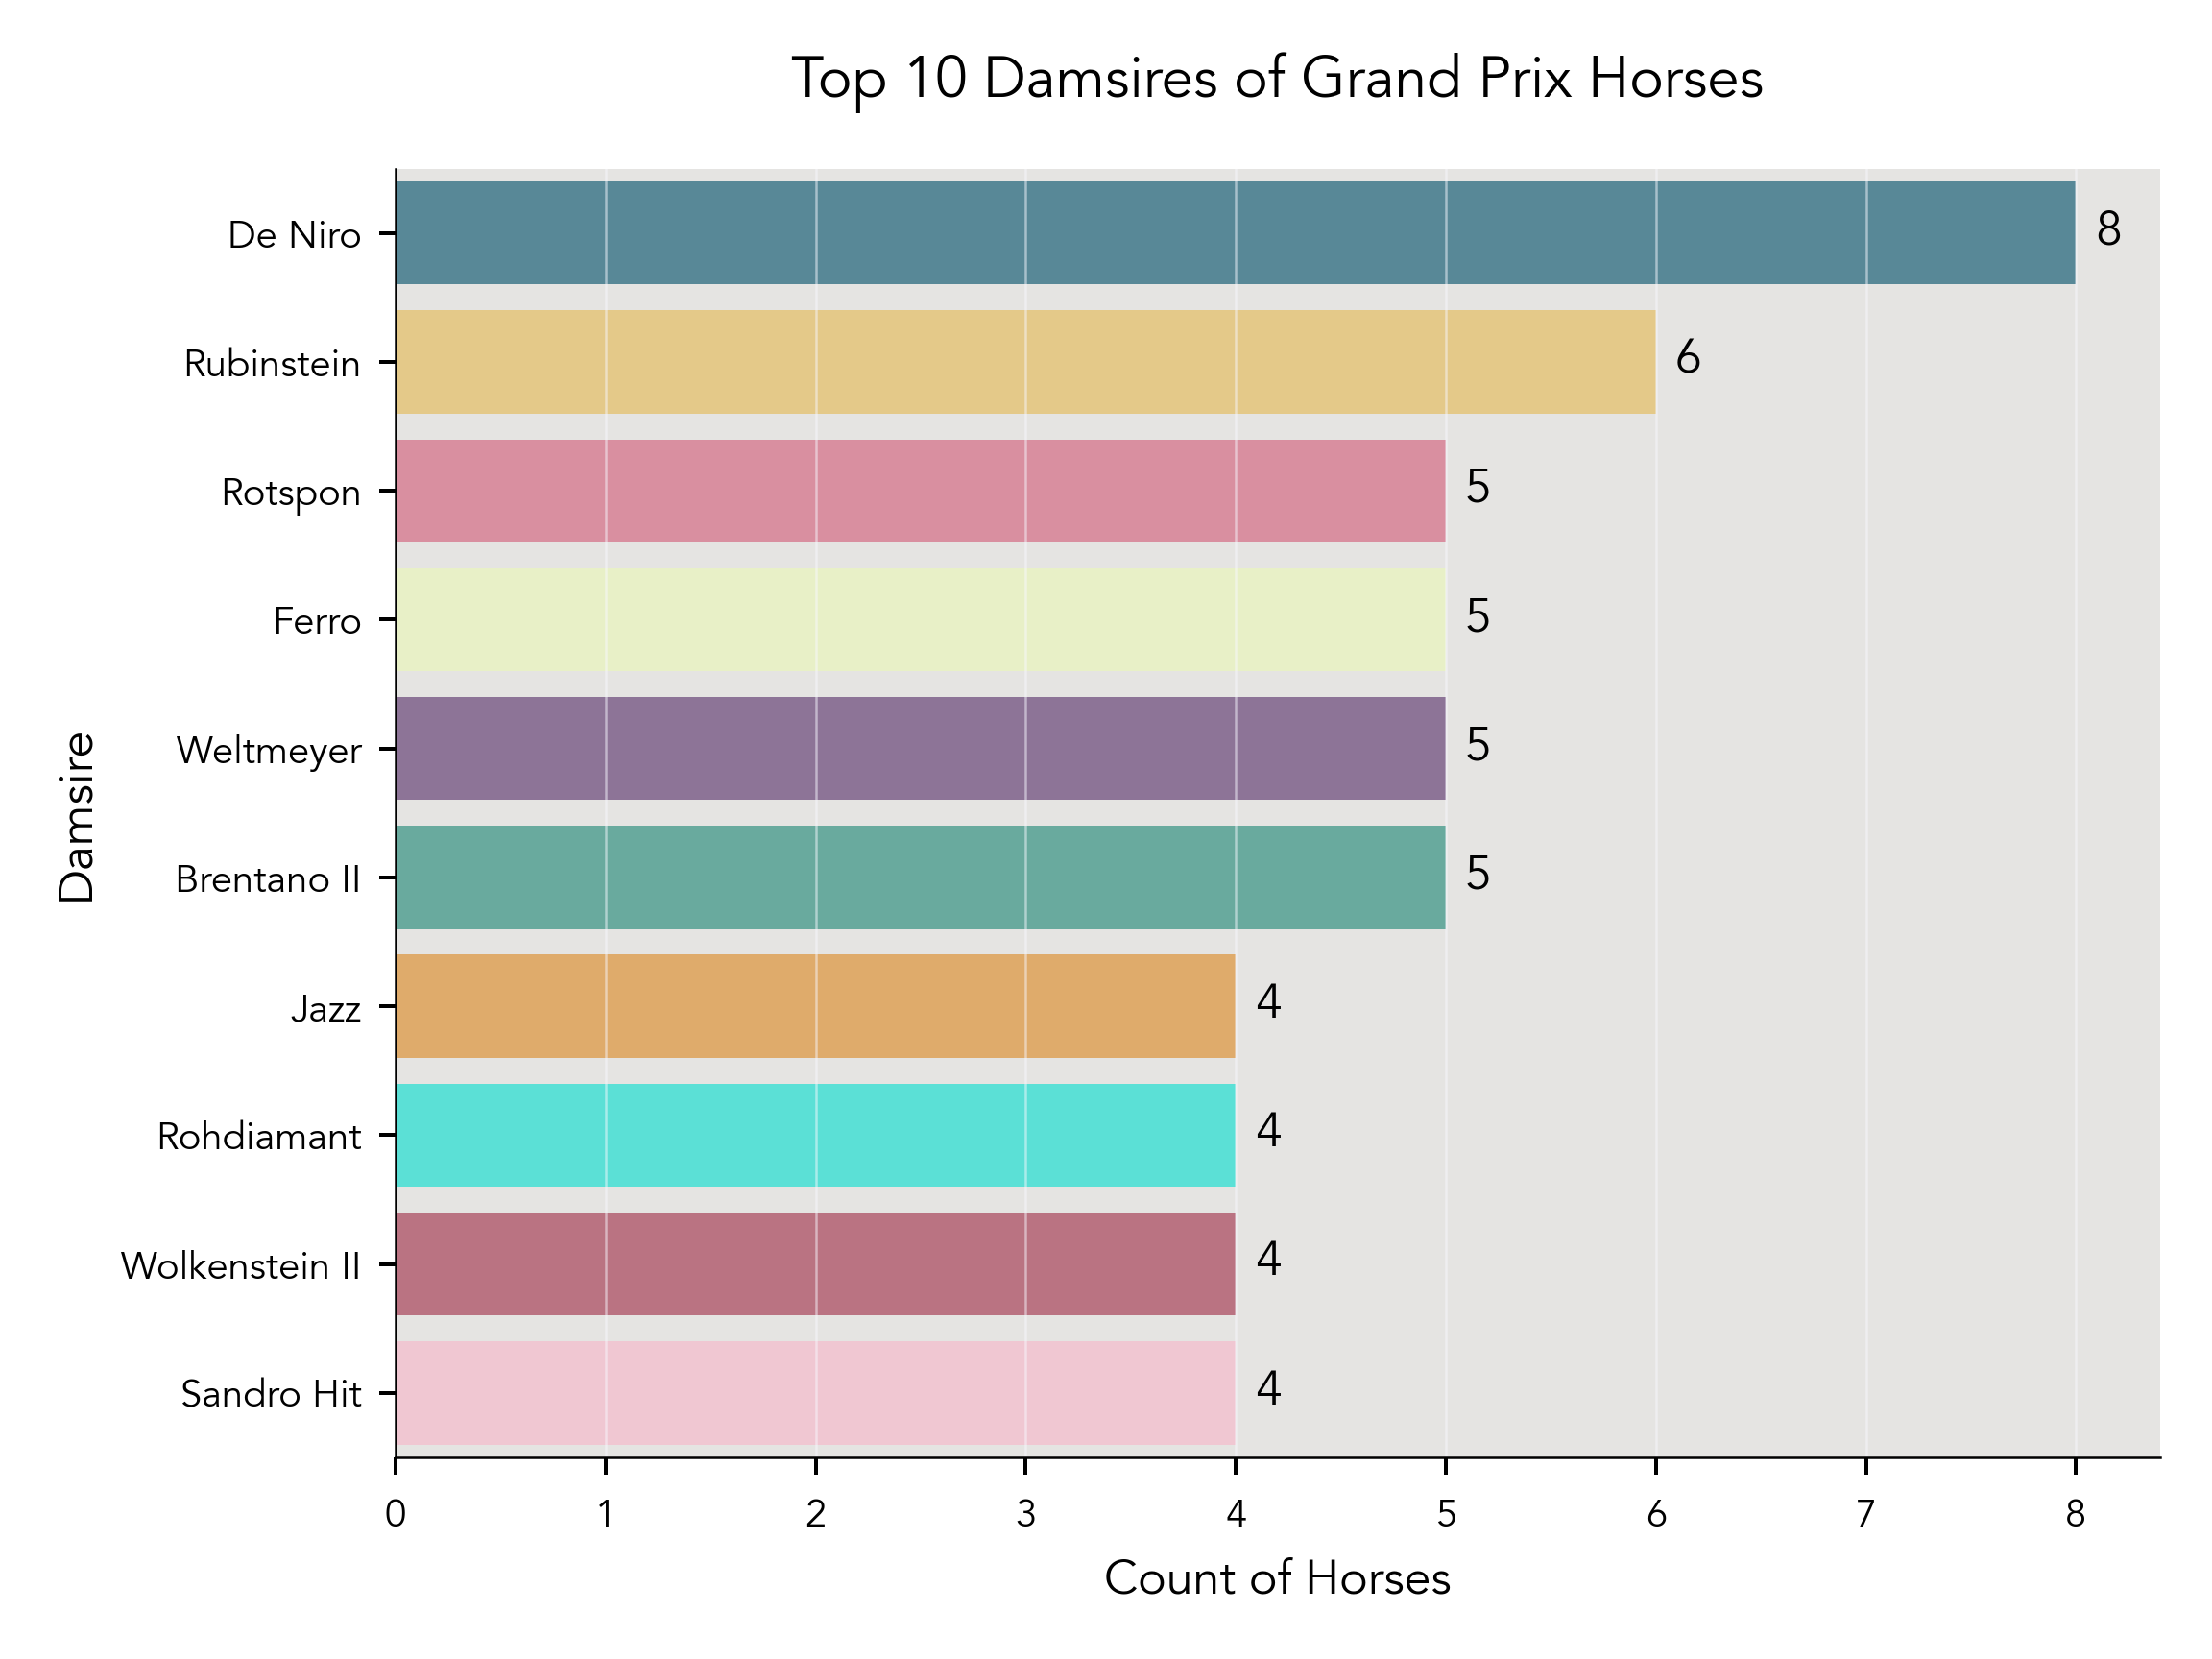 Top 10 Damsires of Grand Prix Horses
Damsire
De Niro 8
Rubinstein 6
Rotspon 5
Ferro 5
Weltmeyer 5
Brentano II 5
Jazz 4
Rohdiamant 4
Wolkenstein II 4
Sandro Hit 4
0 1 2 3 4 5 6 7 8
Count of Horses